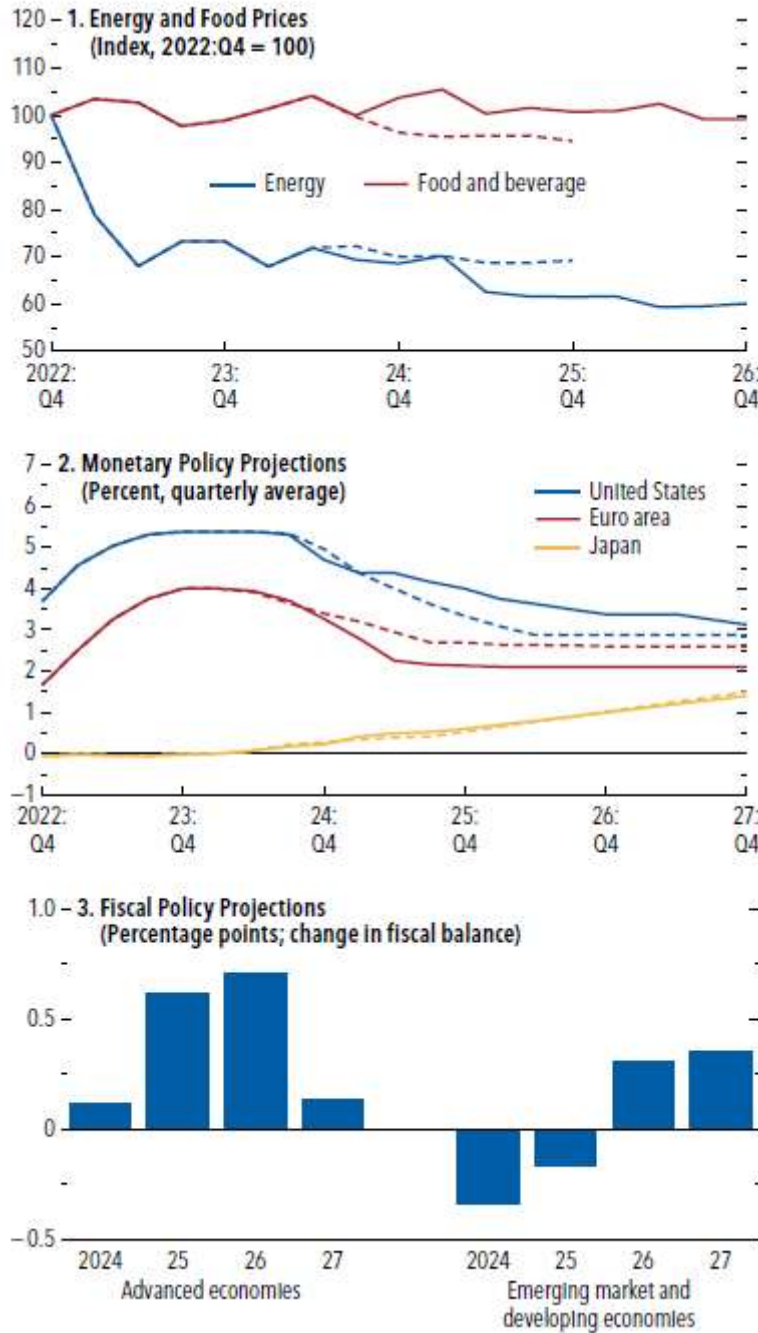 120
1. Energy and Food Prices
(Index, 2022:Q4 = 100)
110
100
90
Energy
Food and beverage
80
70
60
50
2022:
Q4
23:
Q4
24:
Q4
25:
Q4
26:
Q4
7
2. Monetary Policy Projections
(Percent, quarterly average)
6
United States
Euro area
Japan
5
4
3
2
1
0
–1
2022:
Q4
23:
Q4
24:
Q4
25:
Q4
26:
Q4
27:
Q4
1.0
3. Fiscal Policy Projections
(Percentage points; change in fiscal balance)
0.5
0
–0.5
2024 25 26 27 2024 25 26 27
Advanced economies
Emerging market and
developing economies